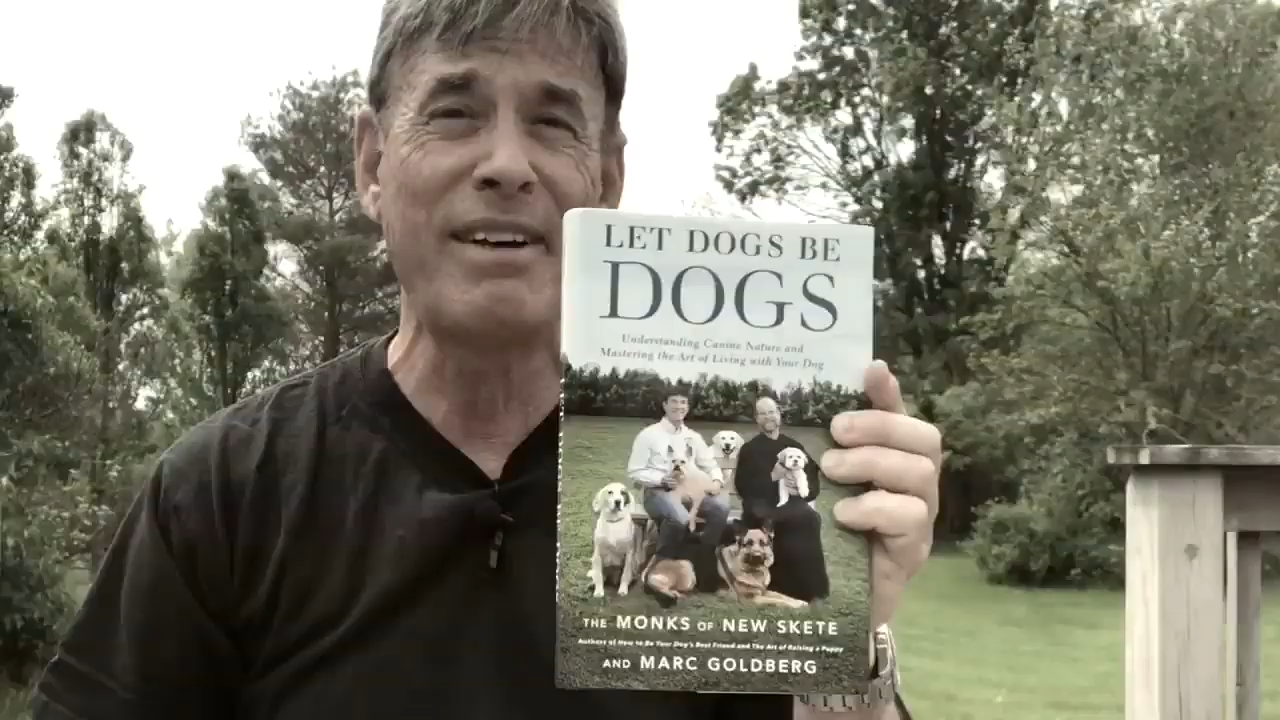 LET DOGS BE
DOGS
Understanding Canine Nature and
Mastering the Art of Living with Your Dog
THE MONKS OF NEW SKETE
Authors of How to Be Your Dog's Best Friend and The Art of Raising a Puppy
AND MARC GOLDBERG